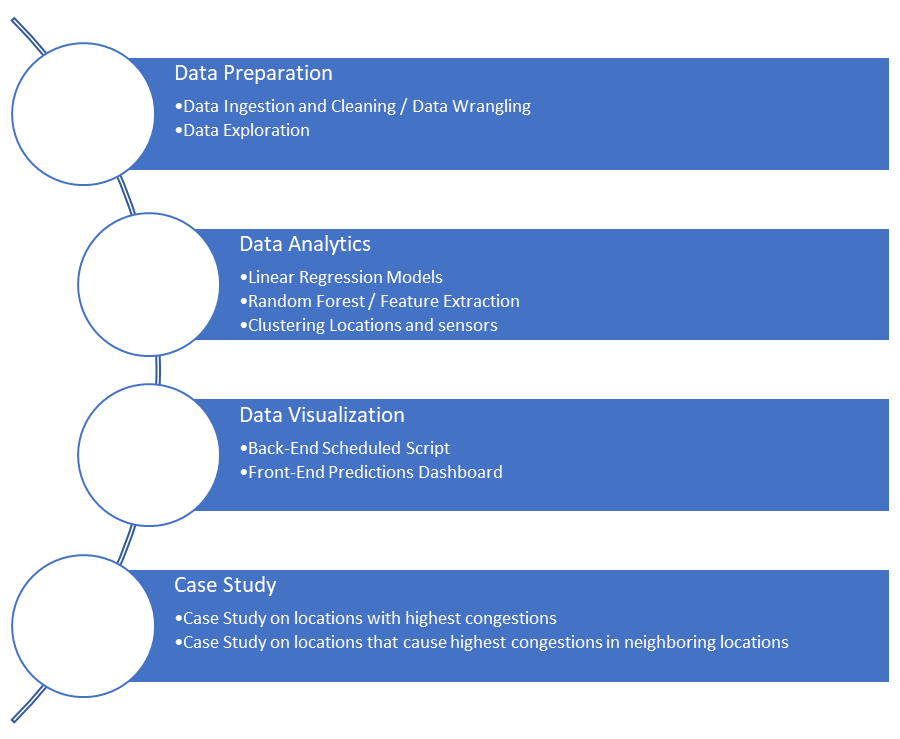 Data Preparation
•Data Ingestion and Cleaning / Data Wrangling
•Data Exploration
Data Analytics
•Linear Regression Models
•Random Forest / Feature Extraction
•Clustering Locations and sensors
Data Visualization
•Back-End Scheduled Script
•Front-End Predictions Dashboard
Case Study
•Case Study on locations with highest congestions
•Case Study on locations that cause highest congestions in neighboring locations